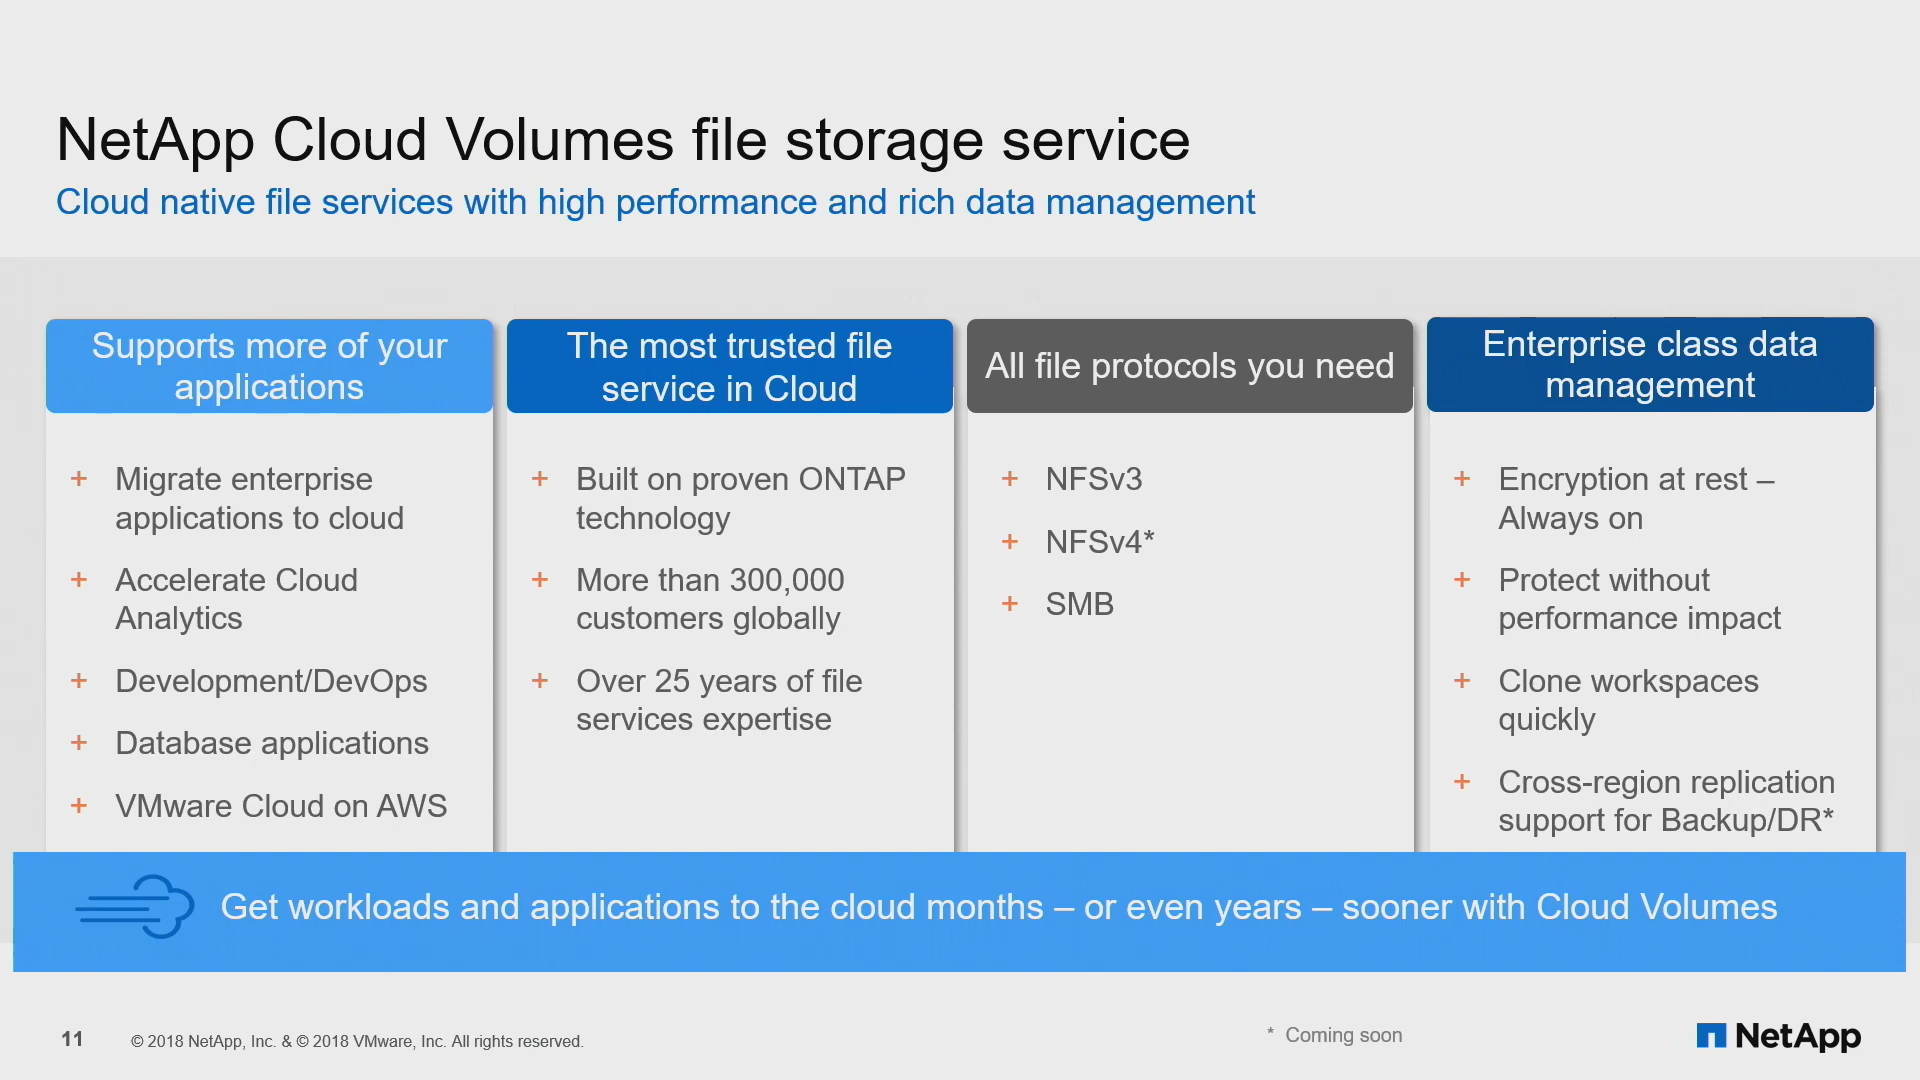 NetApp Cloud Volumes file storage service
Cloud native file services with high performance and rich data management
Supports more of your
applications
+ Migrate enterprise
applications to cloud
+ Accelerate Cloud
Analytics
+ Development/DevOps
+ Database applications
+ VMware Cloud on AWS
The most trusted file
service in Cloud
+ Built on proven ONTAP
technology
+ More than 300,000
customers globally
+ Over 25 years of file
services expertise
All file protocols you need
+ NFSv3
+ NFSv4*
+ SMB
Enterprise class data
management
+ Encryption at rest –
Always on
+ Protect without
performance impact
+ Clone workspaces
quickly
+ Cross-region replication
support for Backup/DR*
Get workloads and applications to the cloud months – or even years – sooner with Cloud Volumes
11
© 2018 NetApp, Inc. & © 2018 VMware, Inc. All rights reserved.
* Coming soon
NetApp